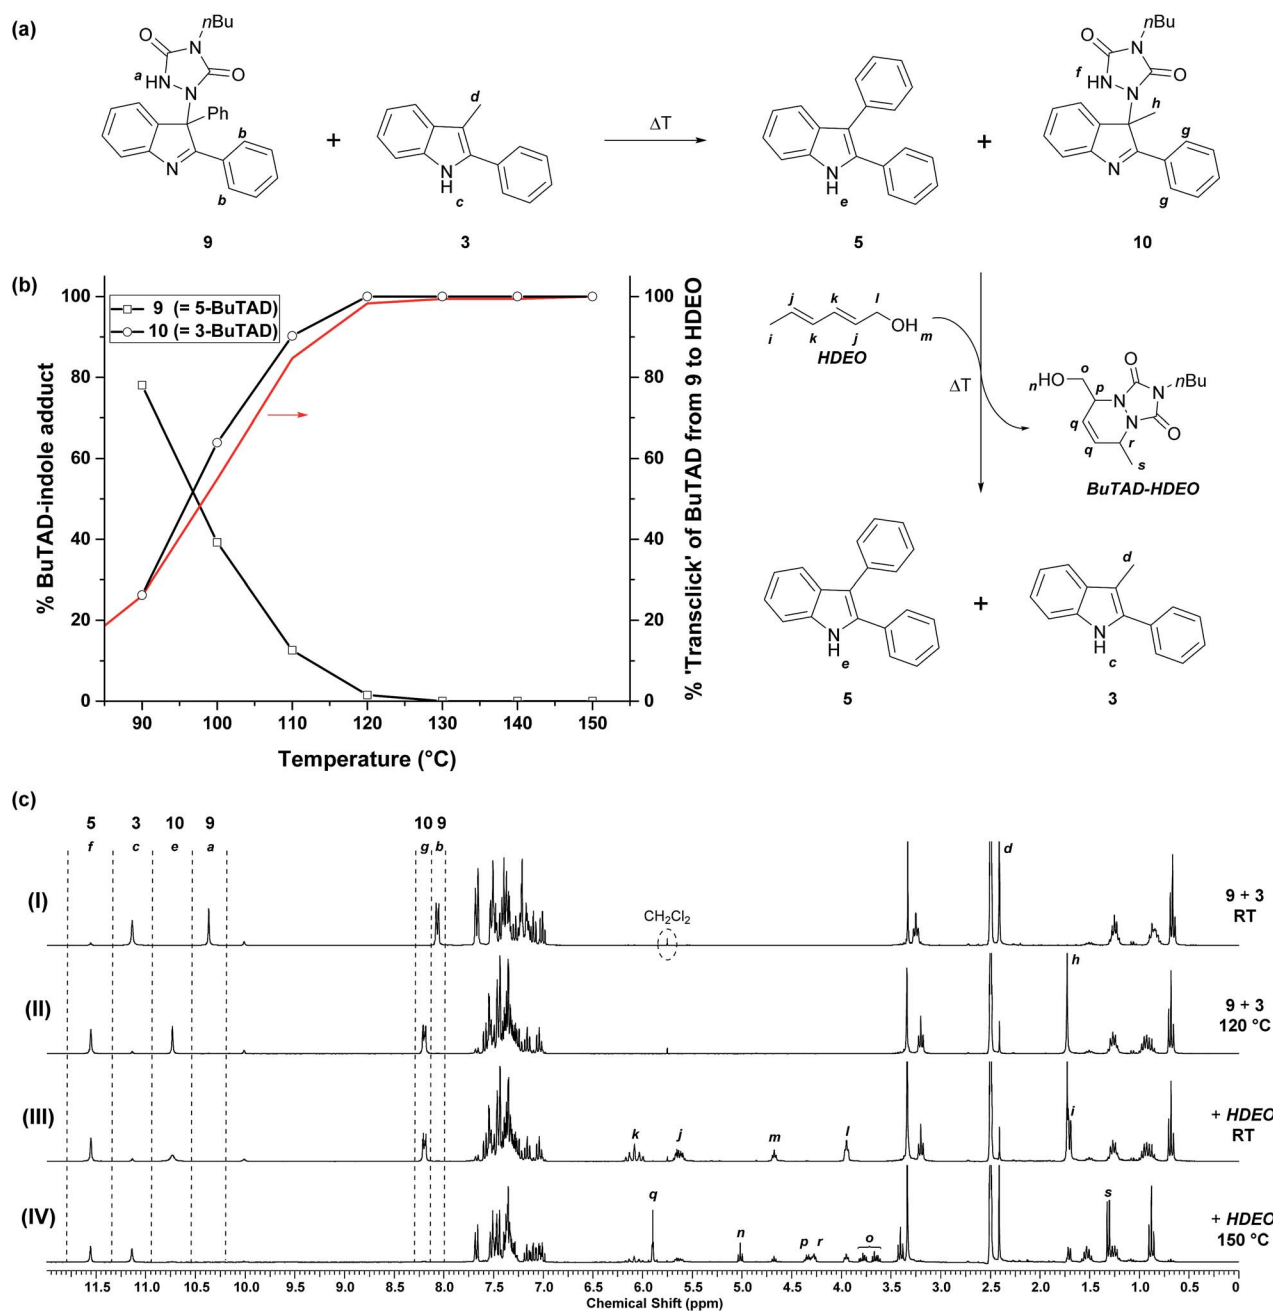 (a)
nBu
O
N
O
a HN
N
Ph
b
N
b
9
+
d
N
H
c
3
ΔT
N
H
e
5
+
nBu
O
N
O
f HN
N
h
g
N
g
10
(b)
% BuTAD-indole adduct
100
80
60
40
20
0
9 (= 5-BuTAD)
10 (= 3-BuTAD)
90 100 110 120 130 140 150
Temperature (°C)
100
80
60
40
20
0
% 'Transclick' of BuTAD from 9 to HDEO
j k l
OH
i k j m
HDEO
ΔT
o O
nHO p N N nBu
q N
q r O
s
BuTAD-HDEO
N
H
e
5
+
d
N
H
c
3
(c)
5 3 10 9 10 9
f c e a g b
(I)
CH2Cl2
d
9 + 3
RT
(II)
h
9 + 3
120 °C
(III)
k j m l i
+ HDEO
RT
(IV)
q n p r o s
+ HDEO
150 °C
11.5 11.0 10.5 10.0 9.5 9.0 8.5 8.0 7.5 7.0 6.5 6.0 5.5 5.0 4.5 4.0 3.5 3.0 2.5 2.0 1.5 1.0 0.5 0
Chemical Shift (ppm)